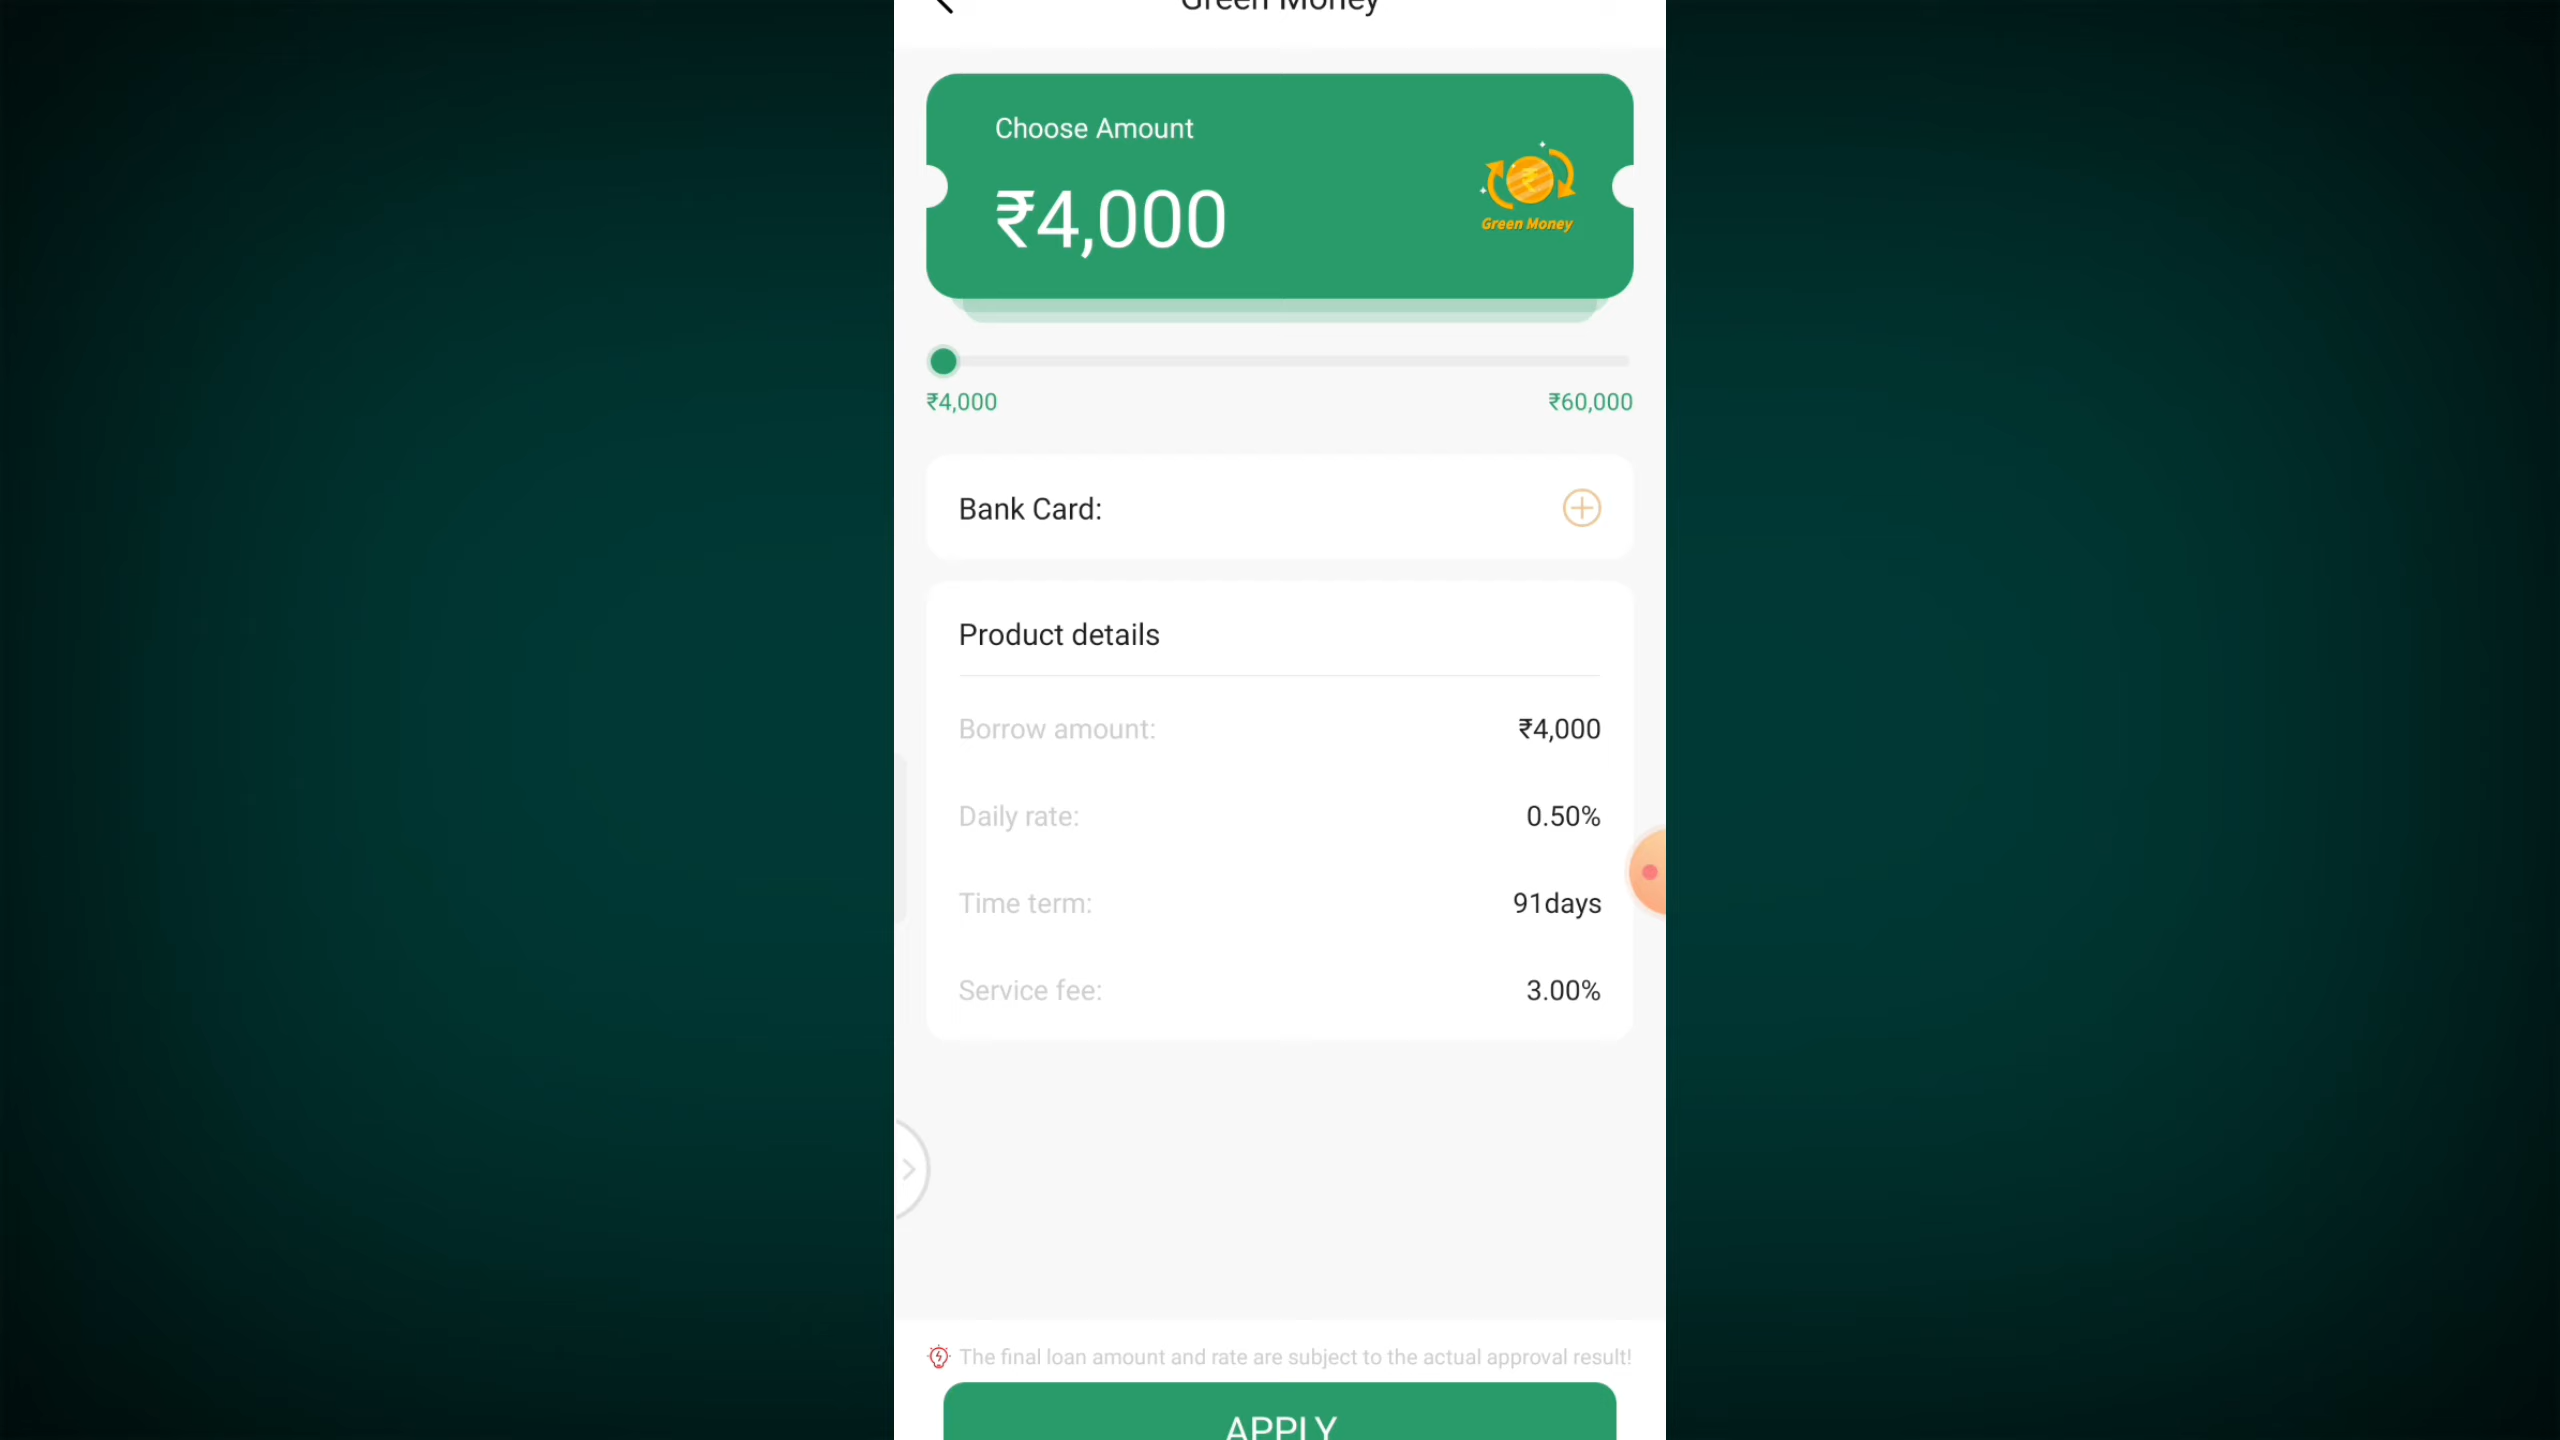 Green Money
Choose Amount
₹4,000
Green Money
₹4,000
₹60,000
Bank Card:
Product details
Borrow amount:
₹4,000
Daily rate:
0.50%
Time term:
91days
Service fee:
3.00%
The final loan amount and rate are subject to the actual approval result!
APPLY